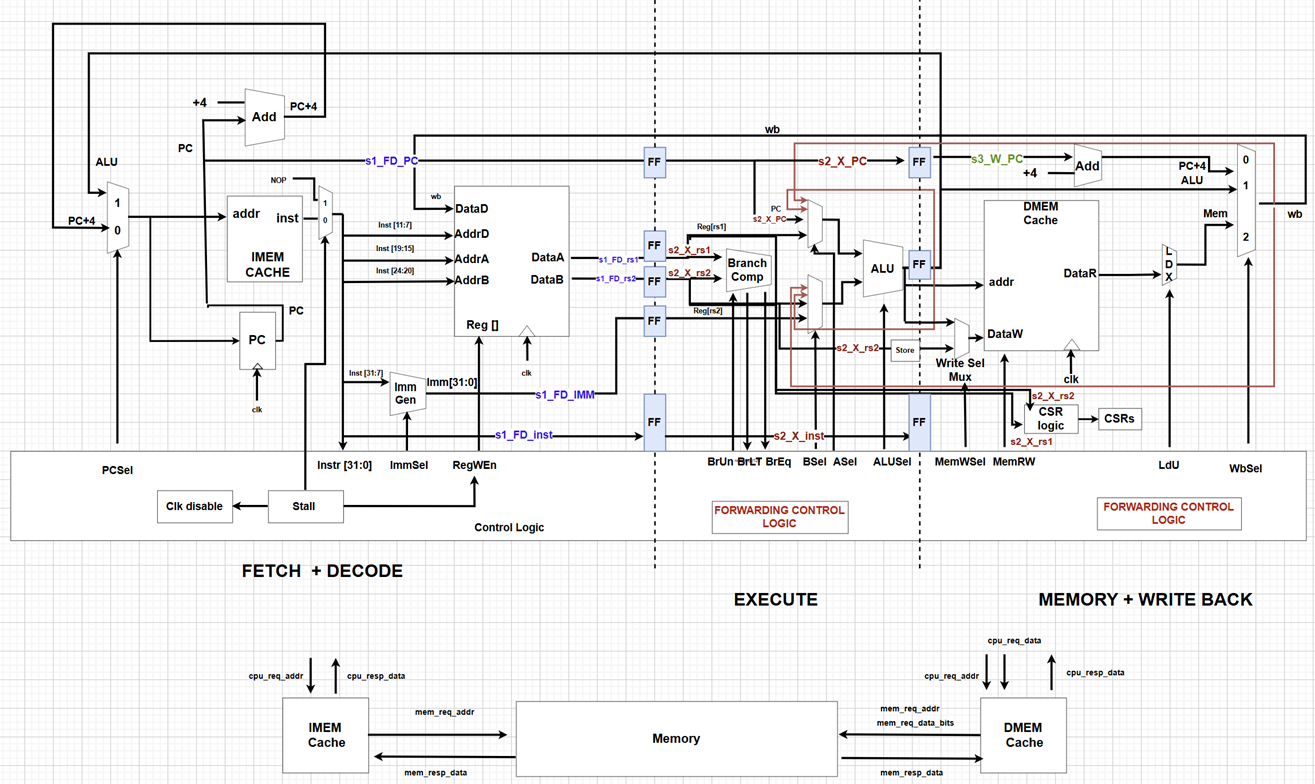 +4
Add
PC+4
PC
ALU
1
PC+4
0
NOP
1
0
addr
inst
IMEM
CACHE
PC
PC
clk
s1_FD_PC
wb
wb
DataD
AddrD
AddrA
AddrB
DataA
DataB
Reg []
clk
Inst [11:7]
Inst [19:15]
Inst [24:20]
Inst [31:7]
Imm
Gen
Imm[31:0]
s1_FD_IMM
s1_FD_inst
s1_FD_rs1
s1_FD_rs2
FF
FF
FF
FF
FF
s2_X_PC
PC
s2_X_PC
Reg[rs1]
s2_X_rs1
s2_X_rs2
Branch
Comp
Reg[rs2]
ALU
s2_X_rs2
Store
s2_X_inst
FF
FF
FF
s3_W_PC
+4
Add
PC+4
ALU
0
1
2
wb
Mem
DMEM
Cache
addr
DataR
DataW
clk
L
D
X
Write Sel
Mux
s2_X_rs2
CSR
logic
CSRs
s2_X_rs1
PCSel
Instr [31:0]
ImmSel
RegWEn
BrUn
BrLT
BrEq
BSel
ASel
ALUSel
MemWSel
MemRW
LdU
WbSel
Clk disable
Stall
Control Logic
FORWARDING CONTROL
LOGIC
FORWARDING CONTROL
LOGIC
FETCH + DECODE
EXECUTE
MEMORY + WRITE BACK
cpu_req_addr
cpu_resp_data
IMEM
Cache
mem_req_addr
mem_resp_data
Memory
mem_req_addr
mem_req_data_bits
mem_resp_data
cpu_req_data
cpu_req_addr
cpu_resp_data
DMEM
Cache